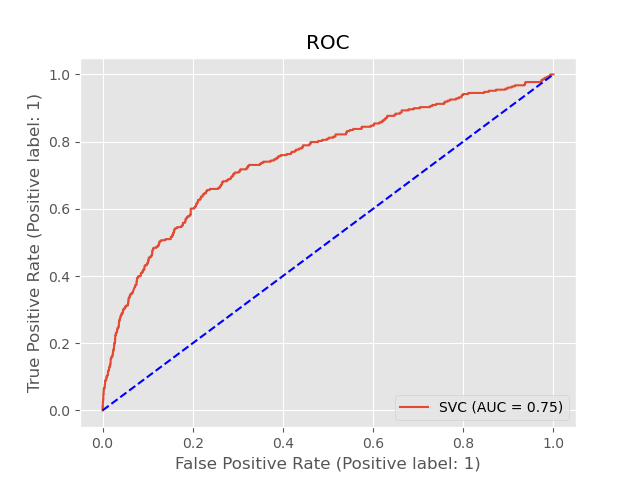 ROC
True Positive Rate (Positive label: 1)
1.0
0.8
0.6
0.4
0.2
0.0
SVC (AUC = 0.75)
0.0 0.2 0.4 0.6 0.8 1.0
False Positive Rate (Positive label: 1)